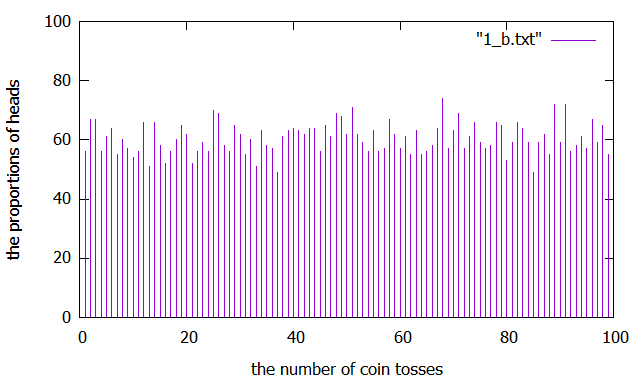 100
"1_b.txt"
80
60
40
20
0
the proportions of heads
0 20 40 60 80 100
the number of coin tosses